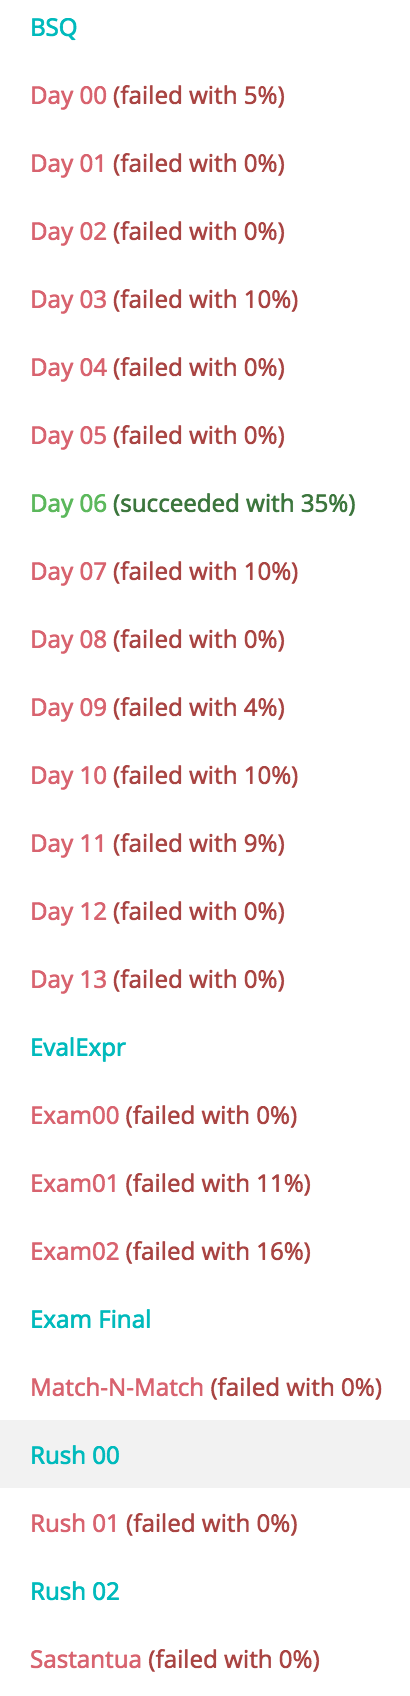 BSQ
Day 00 (failed with 5%)
Day 01 (failed with 0%)
Day 02 (failed with 0%)
Day 03 (failed with 10%)
Day 04 (failed with 0%)
Day 05 (failed with 0%)
Day 06 (succeeded with 35%)
Day 07 (failed with 10%)
Day 08 (failed with 0%)
Day 09 (failed with 4%)
Day 10 (failed with 10%)
Day 11 (failed with 9%)
Day 12 (failed with 0%)
Day 13 (failed with 0%)
EvalExpr
Exam00 (failed with 0%)
Exam01 (failed with 11%)
Exam02 (failed with 16%)
Exam Final
Match-N-Match (failed with 0%)
Rush 00
Rush 01 (failed with 0%)
Rush 02
Sastantua (failed with 0%)